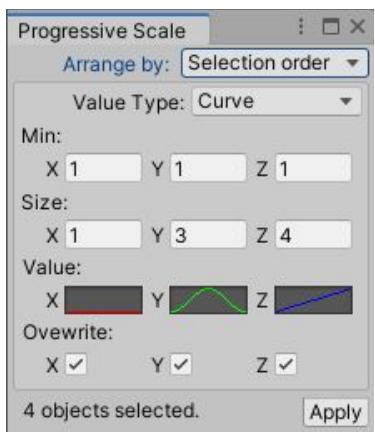 Progressive Scale
Arrange by: Selection order
Value Type: Curve
Min:
X 1 Y 1 Z 1
Size:
X 1 Y 3 Z 4
Value:
X Y Z
Ovewrite:
X Y Z
4 objects selected. Apply